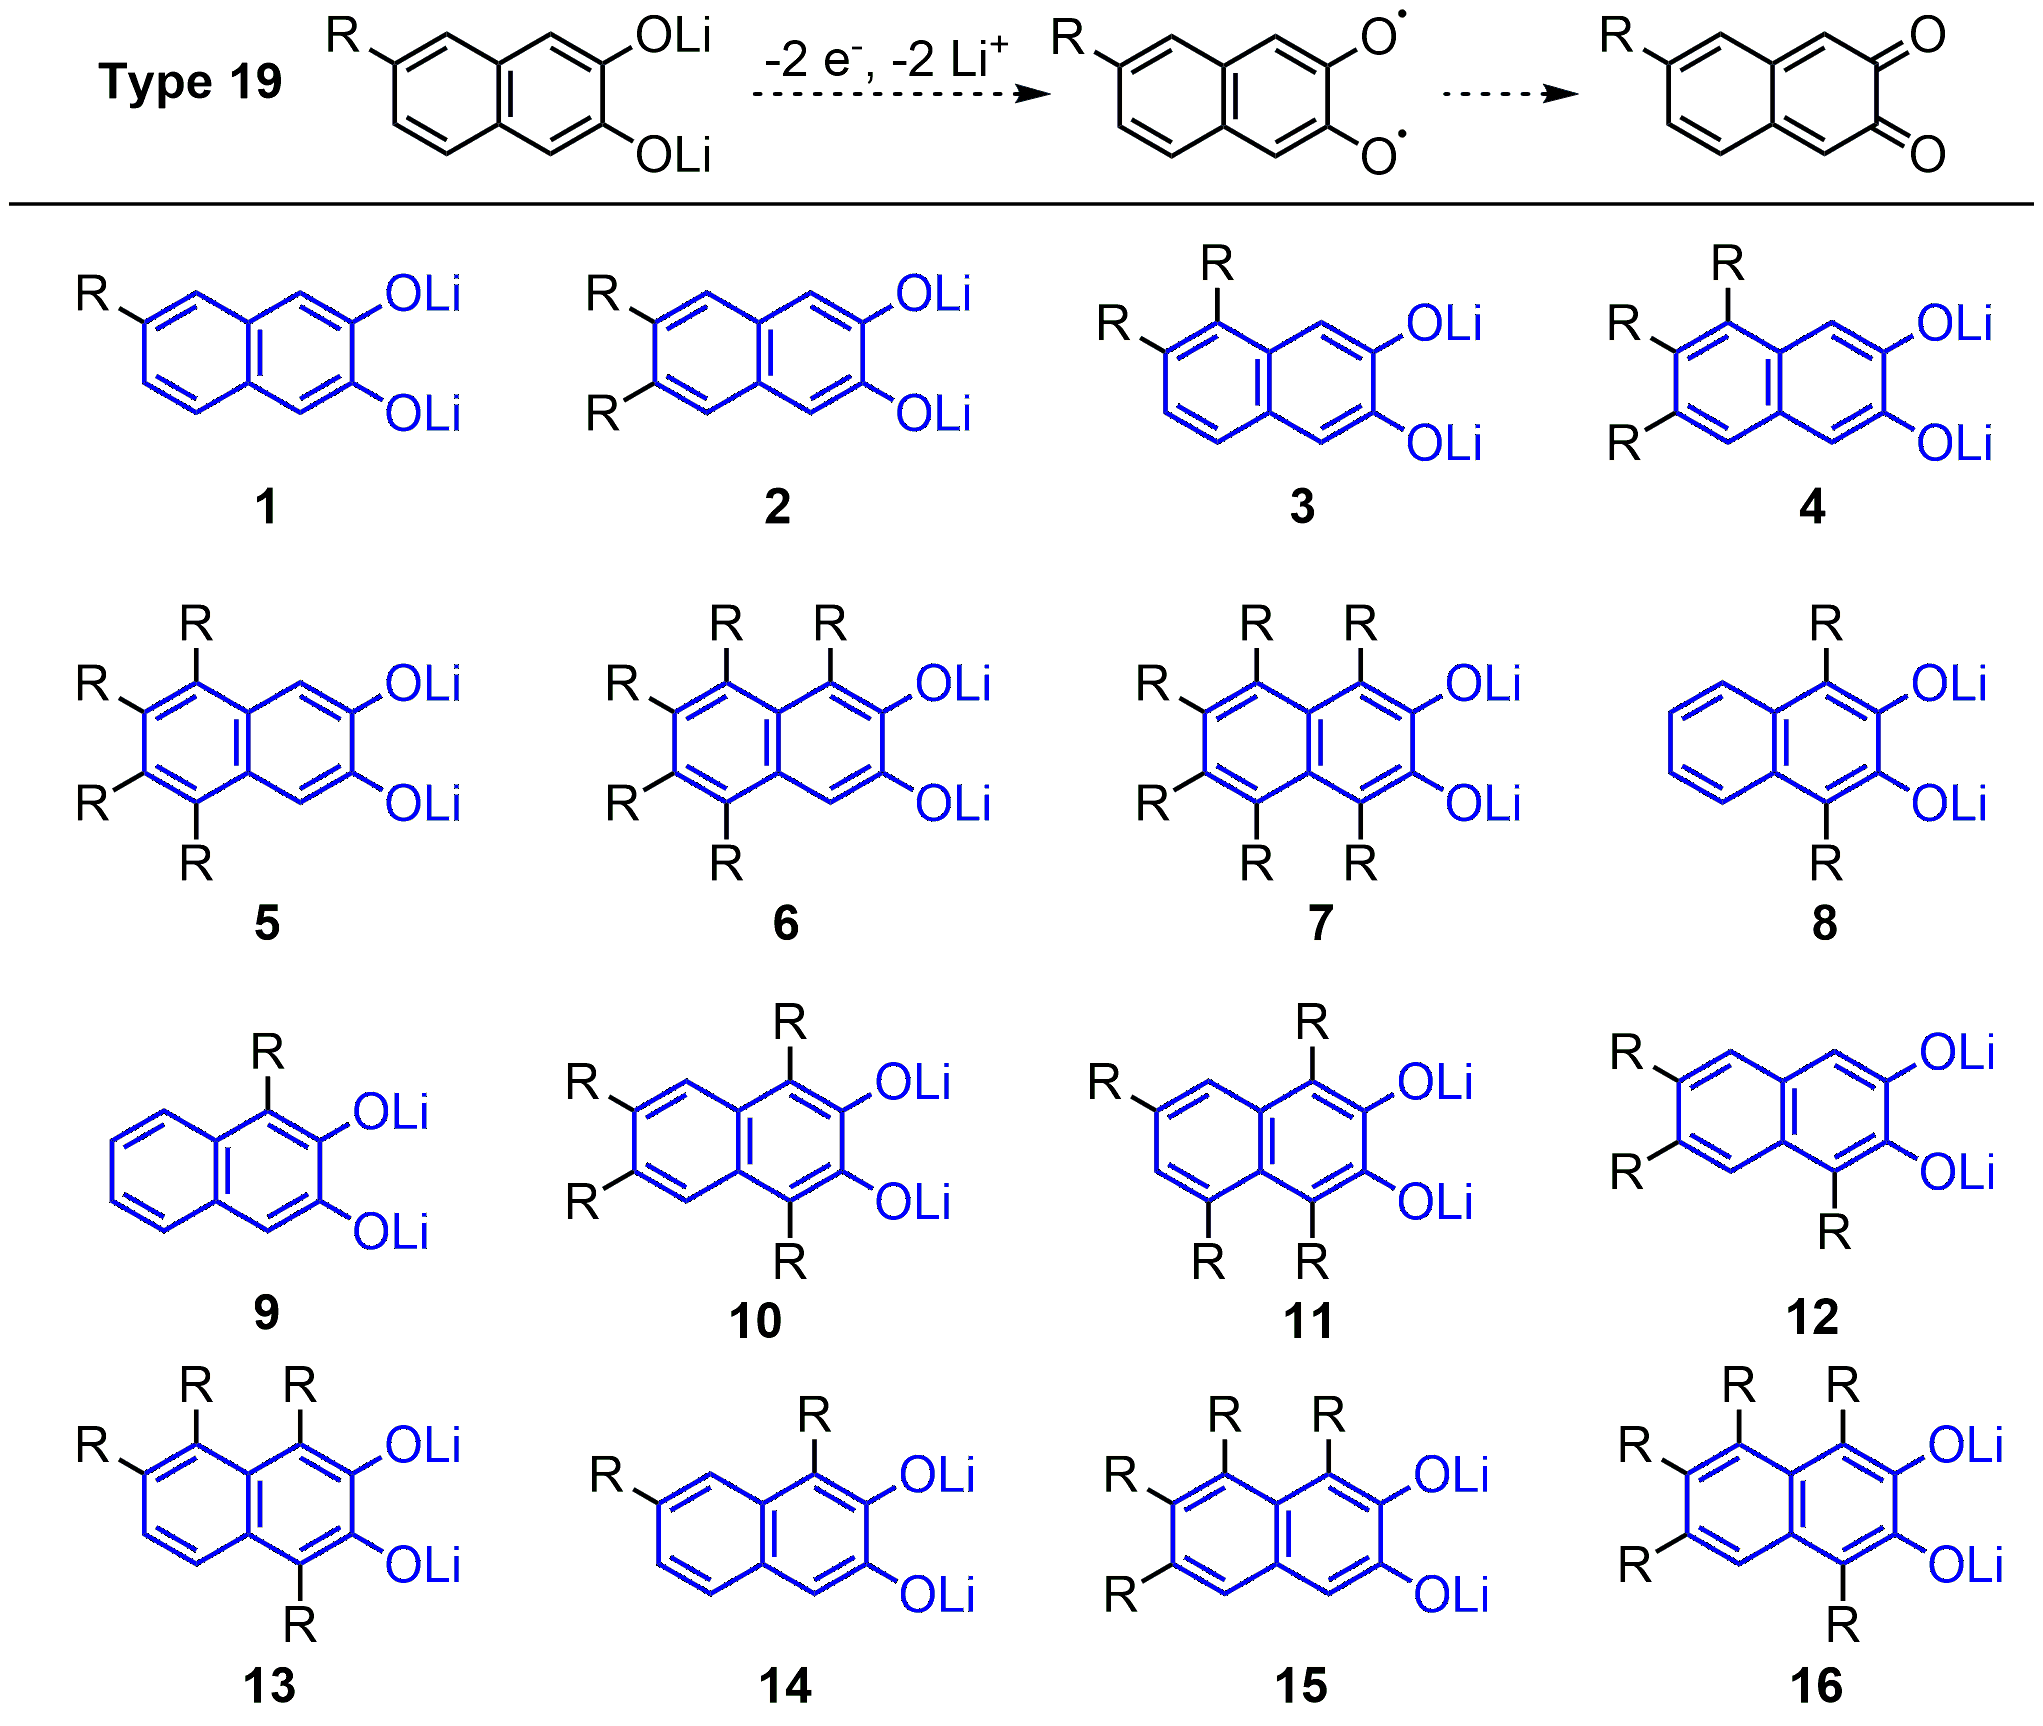 Type 19 R OLi OLi -2 e-, -2 Li+ R O• O• R O O
R OLi OLi R R OLi OLi R R OLi OLi R R R OLi OLi
1 2 3 4
R R R R OLi OLi R R R R R OLi OLi R R R R R R OLi OLi R R OLi OLi
5 6 7 8
R OLi OLi R R R R OLi OLi R R R R OLi OLi R R R OLi OLi
9 10 11 12
R R R R OLi OLi R R OLi OLi R R R R OLi OLi R R R R R OLi OLi
13 14 15 16